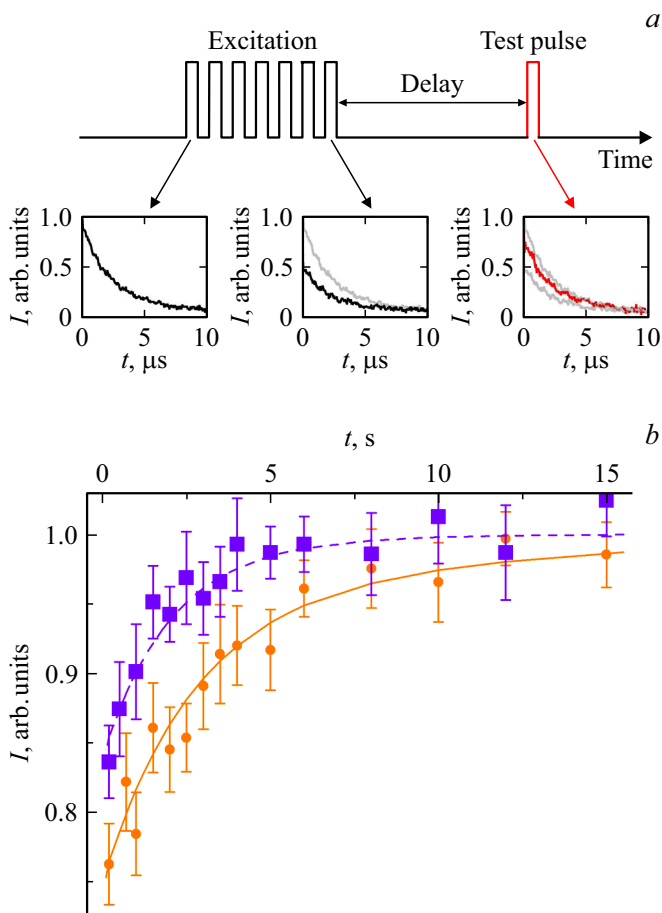 a
Excitation
Test pulse
Delay
Time
I, arb. units
1.0
0.5
0
0
5
10
t, μs
I, arb. units
1.0
0.5
0
0
5
10
t, μs
I, arb. units
1.0
0.5
0
0
5
10
t, μs
b
t, s
0
5
10
15
I, arb. units
1.0
0.9
0.8